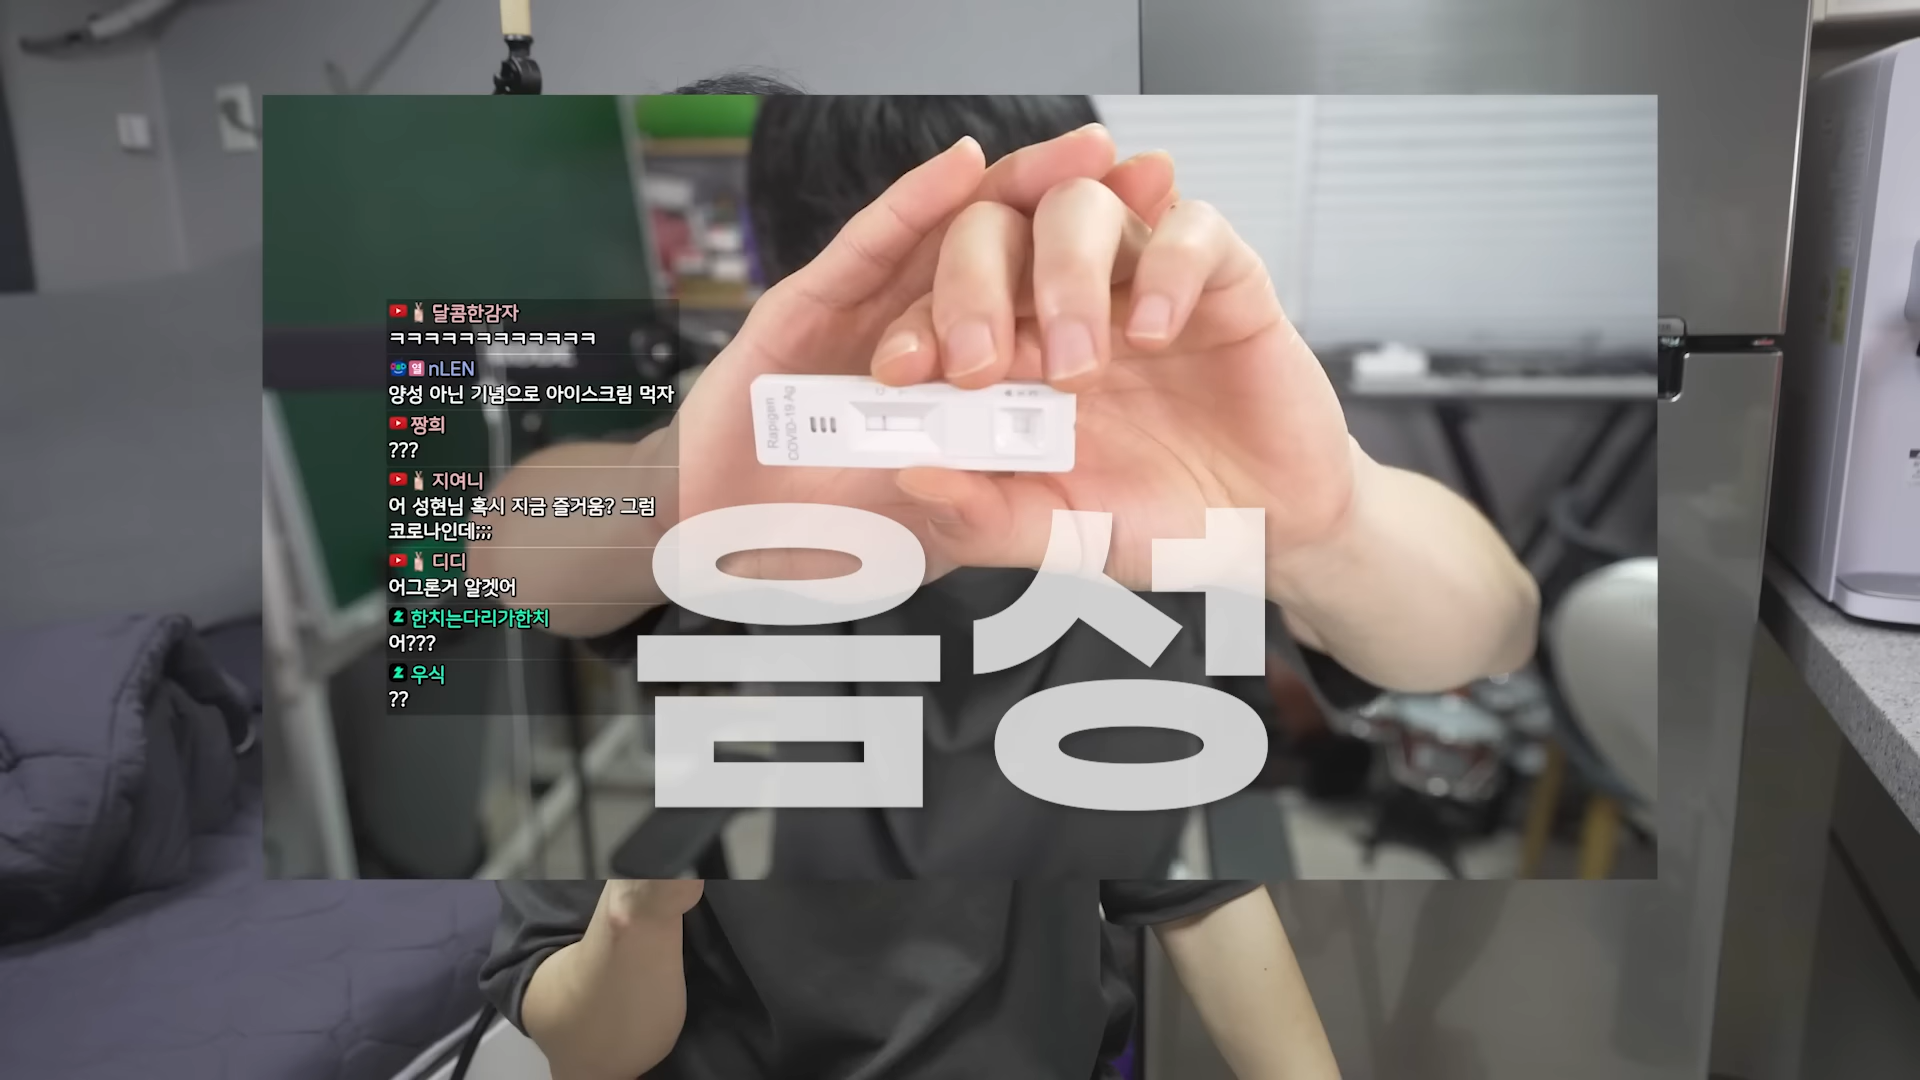 달콤한감자
ㅋㅋㅋㅋㅋㅋㅋㅋㅋㅋㅋㅋ
열 nLEN
양성 아닌 기념으로 아이스크림 먹자
짱희
???
지여니
어 성현님 혹시 지금 즐거움? 그럼
코로나인데;;;
디디
어그론거 알겟어
한치는다리가한치
어???
우식
??
Rapigen
COVID-19 Ag
음성